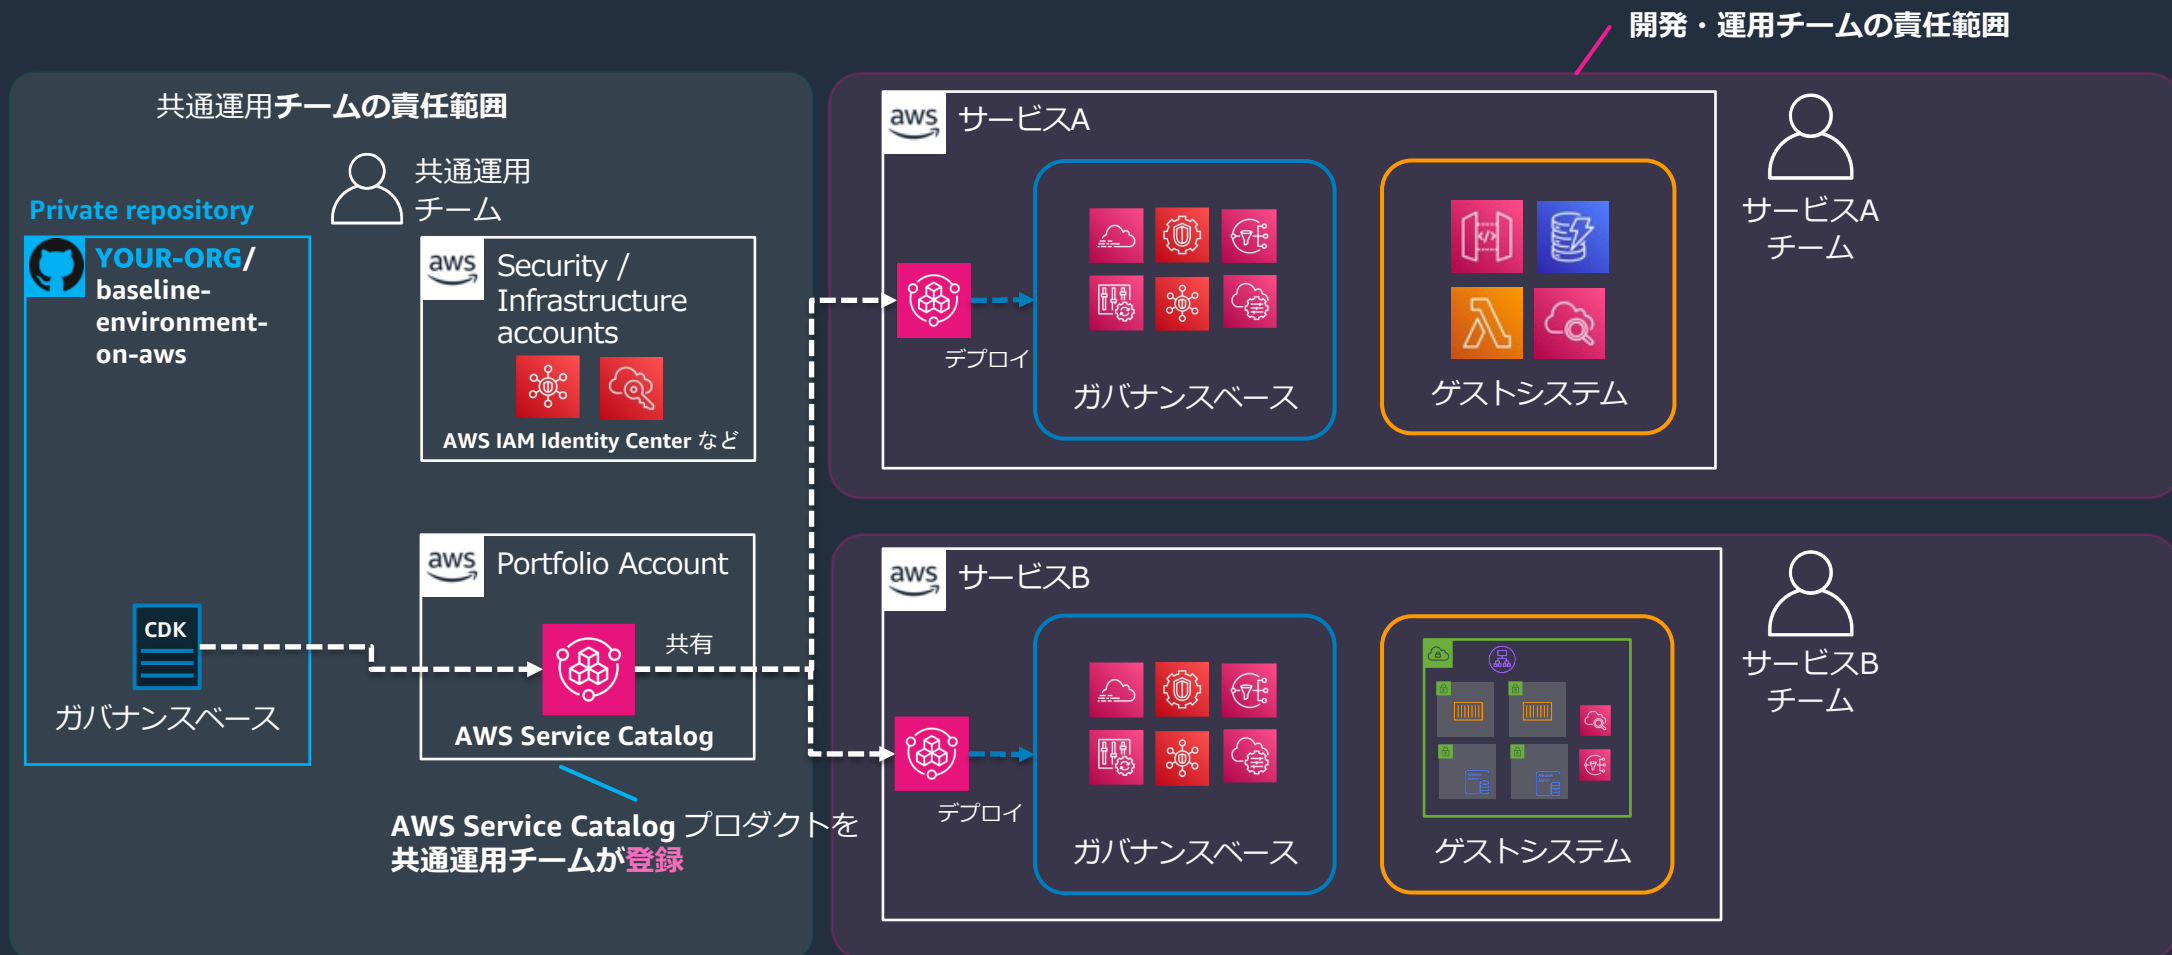 開発・運用チームの責任範囲
共通運用チームの責任範囲
共通運用
チーム
Private repository
YOUR-ORG/
baseline-
environment-
on-aws
CDK
ガバナンスベース
aws
Security /
Infrastructure
accounts
AWS IAM Identity Center など
aws
Portfolio Account
共有
AWS Service Catalog
AWS Service Catalog プロダクトを
共通運用チームが登録
aws
サービスA
デプロイ
ガバナンスベース
ゲストシステム
サービスA
チーム
aws
サービスB
デプロイ
ガバナンスベース
ゲストシステム
サービスB
チーム